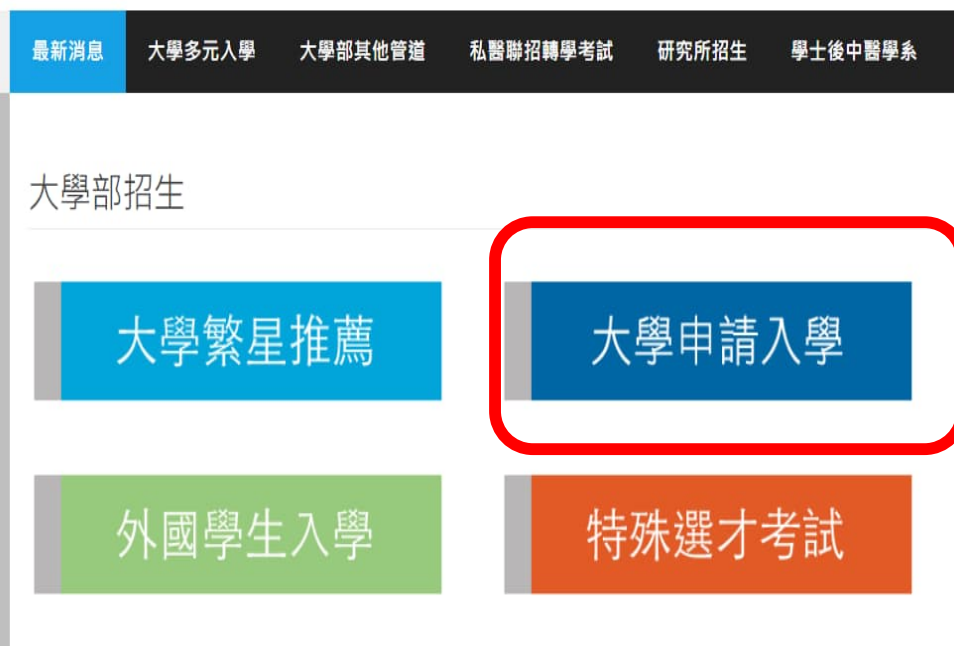 最新消息 大學多元入學 大學部其他管道 私醫聯招轉學考試 研究所招生 學士後中醫學系
大學部招生
大學繁星推薦 大學申請入學
外國學生入學 特殊選才考試